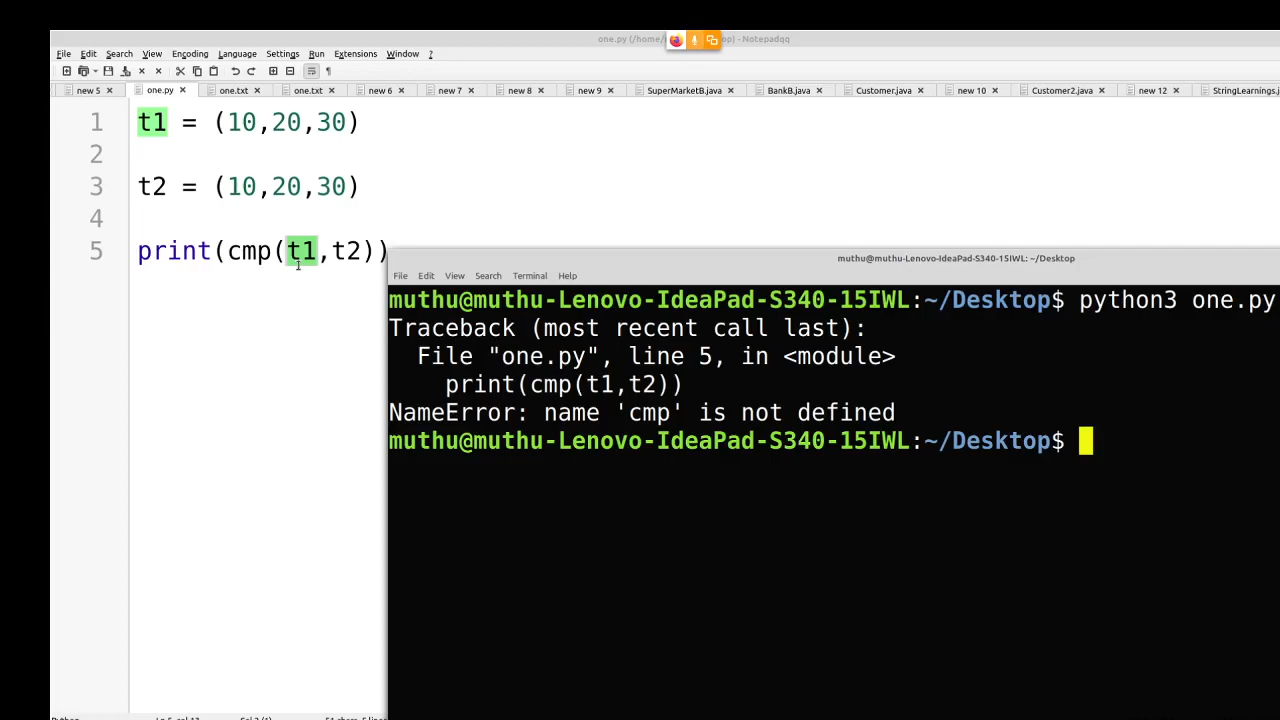 one.py (/home/ top) - Notepadqq
File Edit Search View Encoding Language Settings Run Extensions Window ?
new 5 one.py one.txt one.txt new 6 new 7 new 8 new 9 SuperMarketB.java BankB.java Customer.java new 10 Customer2.java new 12 StringLearnings.
1 t1 = (10,20,30)
2
3 t2 = (10,20,30)
4
5 print(cmp(t1,t2))
muthu@muthu-Lenovo-IdeaPad-S340-15IWL: ~/Desktop
File Edit View Search Terminal Help
muthu@muthu-Lenovo-IdeaPad-S340-15IWL:~/Desktop$ python3 one.py
Traceback (most recent call last):
File "one.py", line 5, in <module>
print(cmp(t1,t2))
NameError: name 'cmp' is not defined
muthu@muthu-Lenovo-IdeaPad-S340-15IWL:~/Desktop$